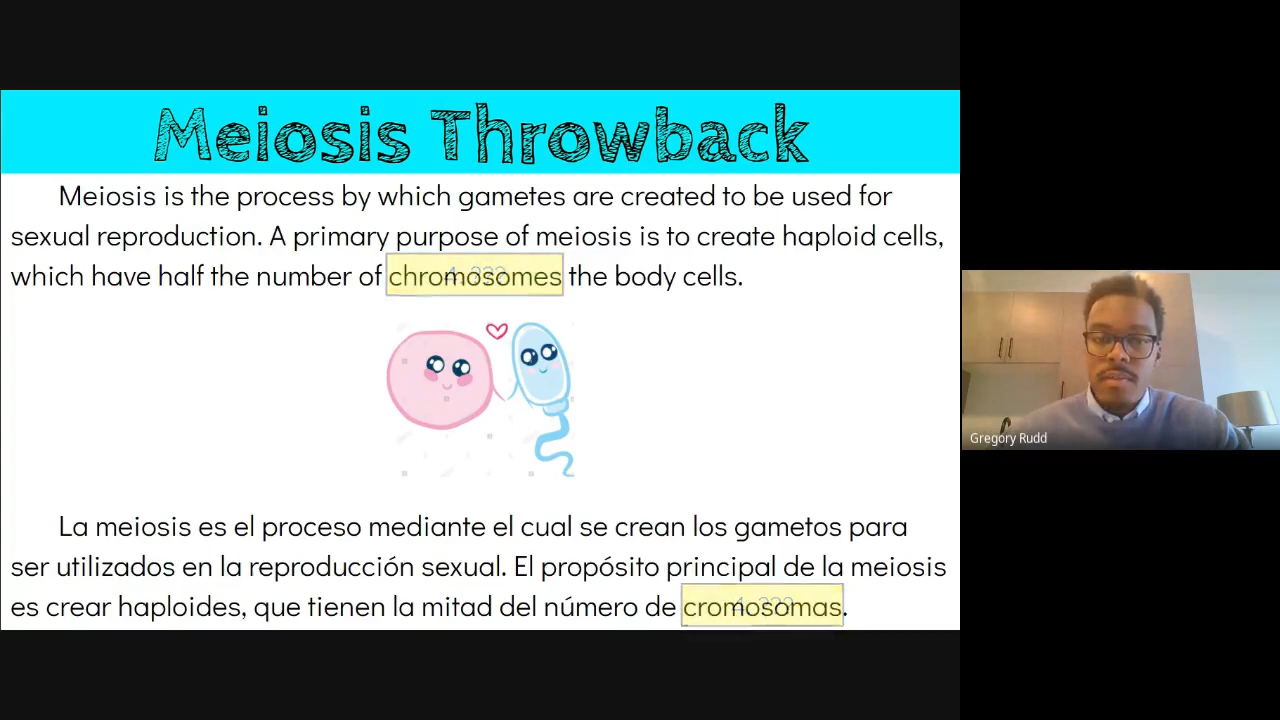 Meiosis Throwback
Meiosis is the process by which gametes are created to be used for
sexual reproduction. A primary purpose of meiosis is to create haploid cells,
which have half the number of chromosomes the body cells.
La meiosis es el proceso mediante el cual se crean los gametos para
ser utilizados en la reproducción sexual. El propósito principal de la meiosis
es crear haploides, que tienen la mitad del número de cromosomas.
Gregory Rudd